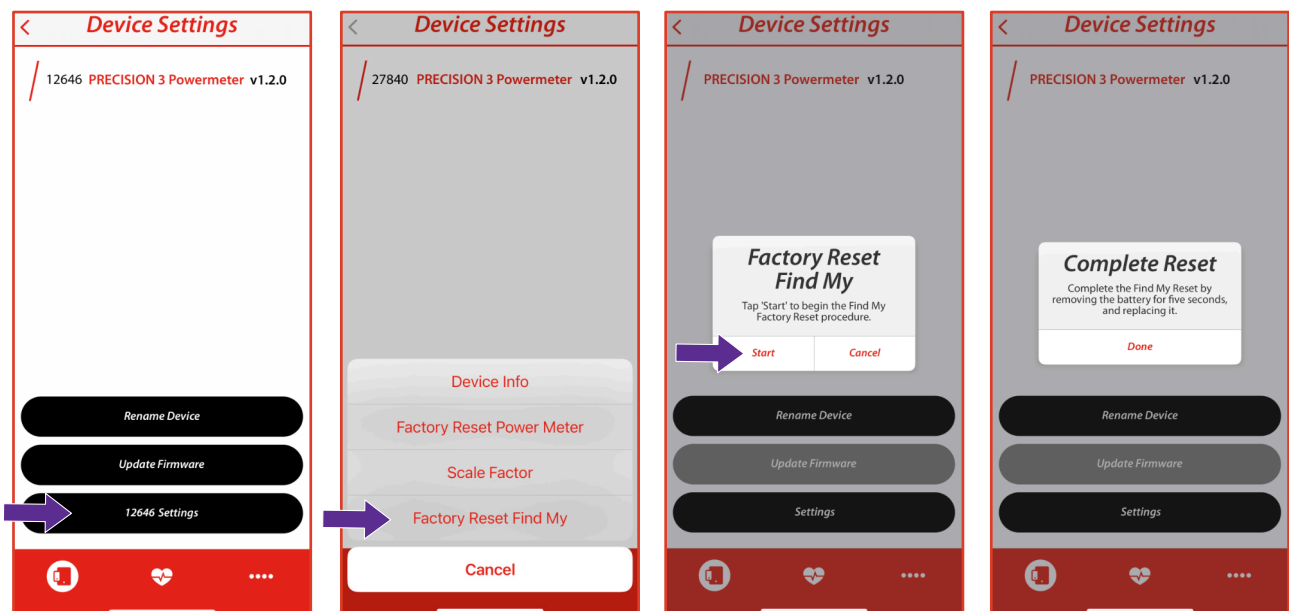 Device Settings
12646 PRECISION 3 Powermeter v1.2.0
Rename Device
Update Firmware
12646 Settings
Device Settings
27840 PRECISION 3 Powermeter v1.2.0
Device Info
Factory Reset Power Meter
Scale Factor
Factory Reset Find My
Cancel
Device Settings
PRECISION 3 Powermeter v1.2.0
Factory Reset
Find My
Tap 'Start' to begin the Find My
Factory Reset procedure.
Start Cancel
Rename Device
Update Firmware
Settings
Device Settings
PRECISION 3 Powermeter v1.2.0
Complete Reset
Complete the Find My Reset by
removing the battery for five seconds,
and replacing it.
Done
Rename Device
Update Firmware
Settings